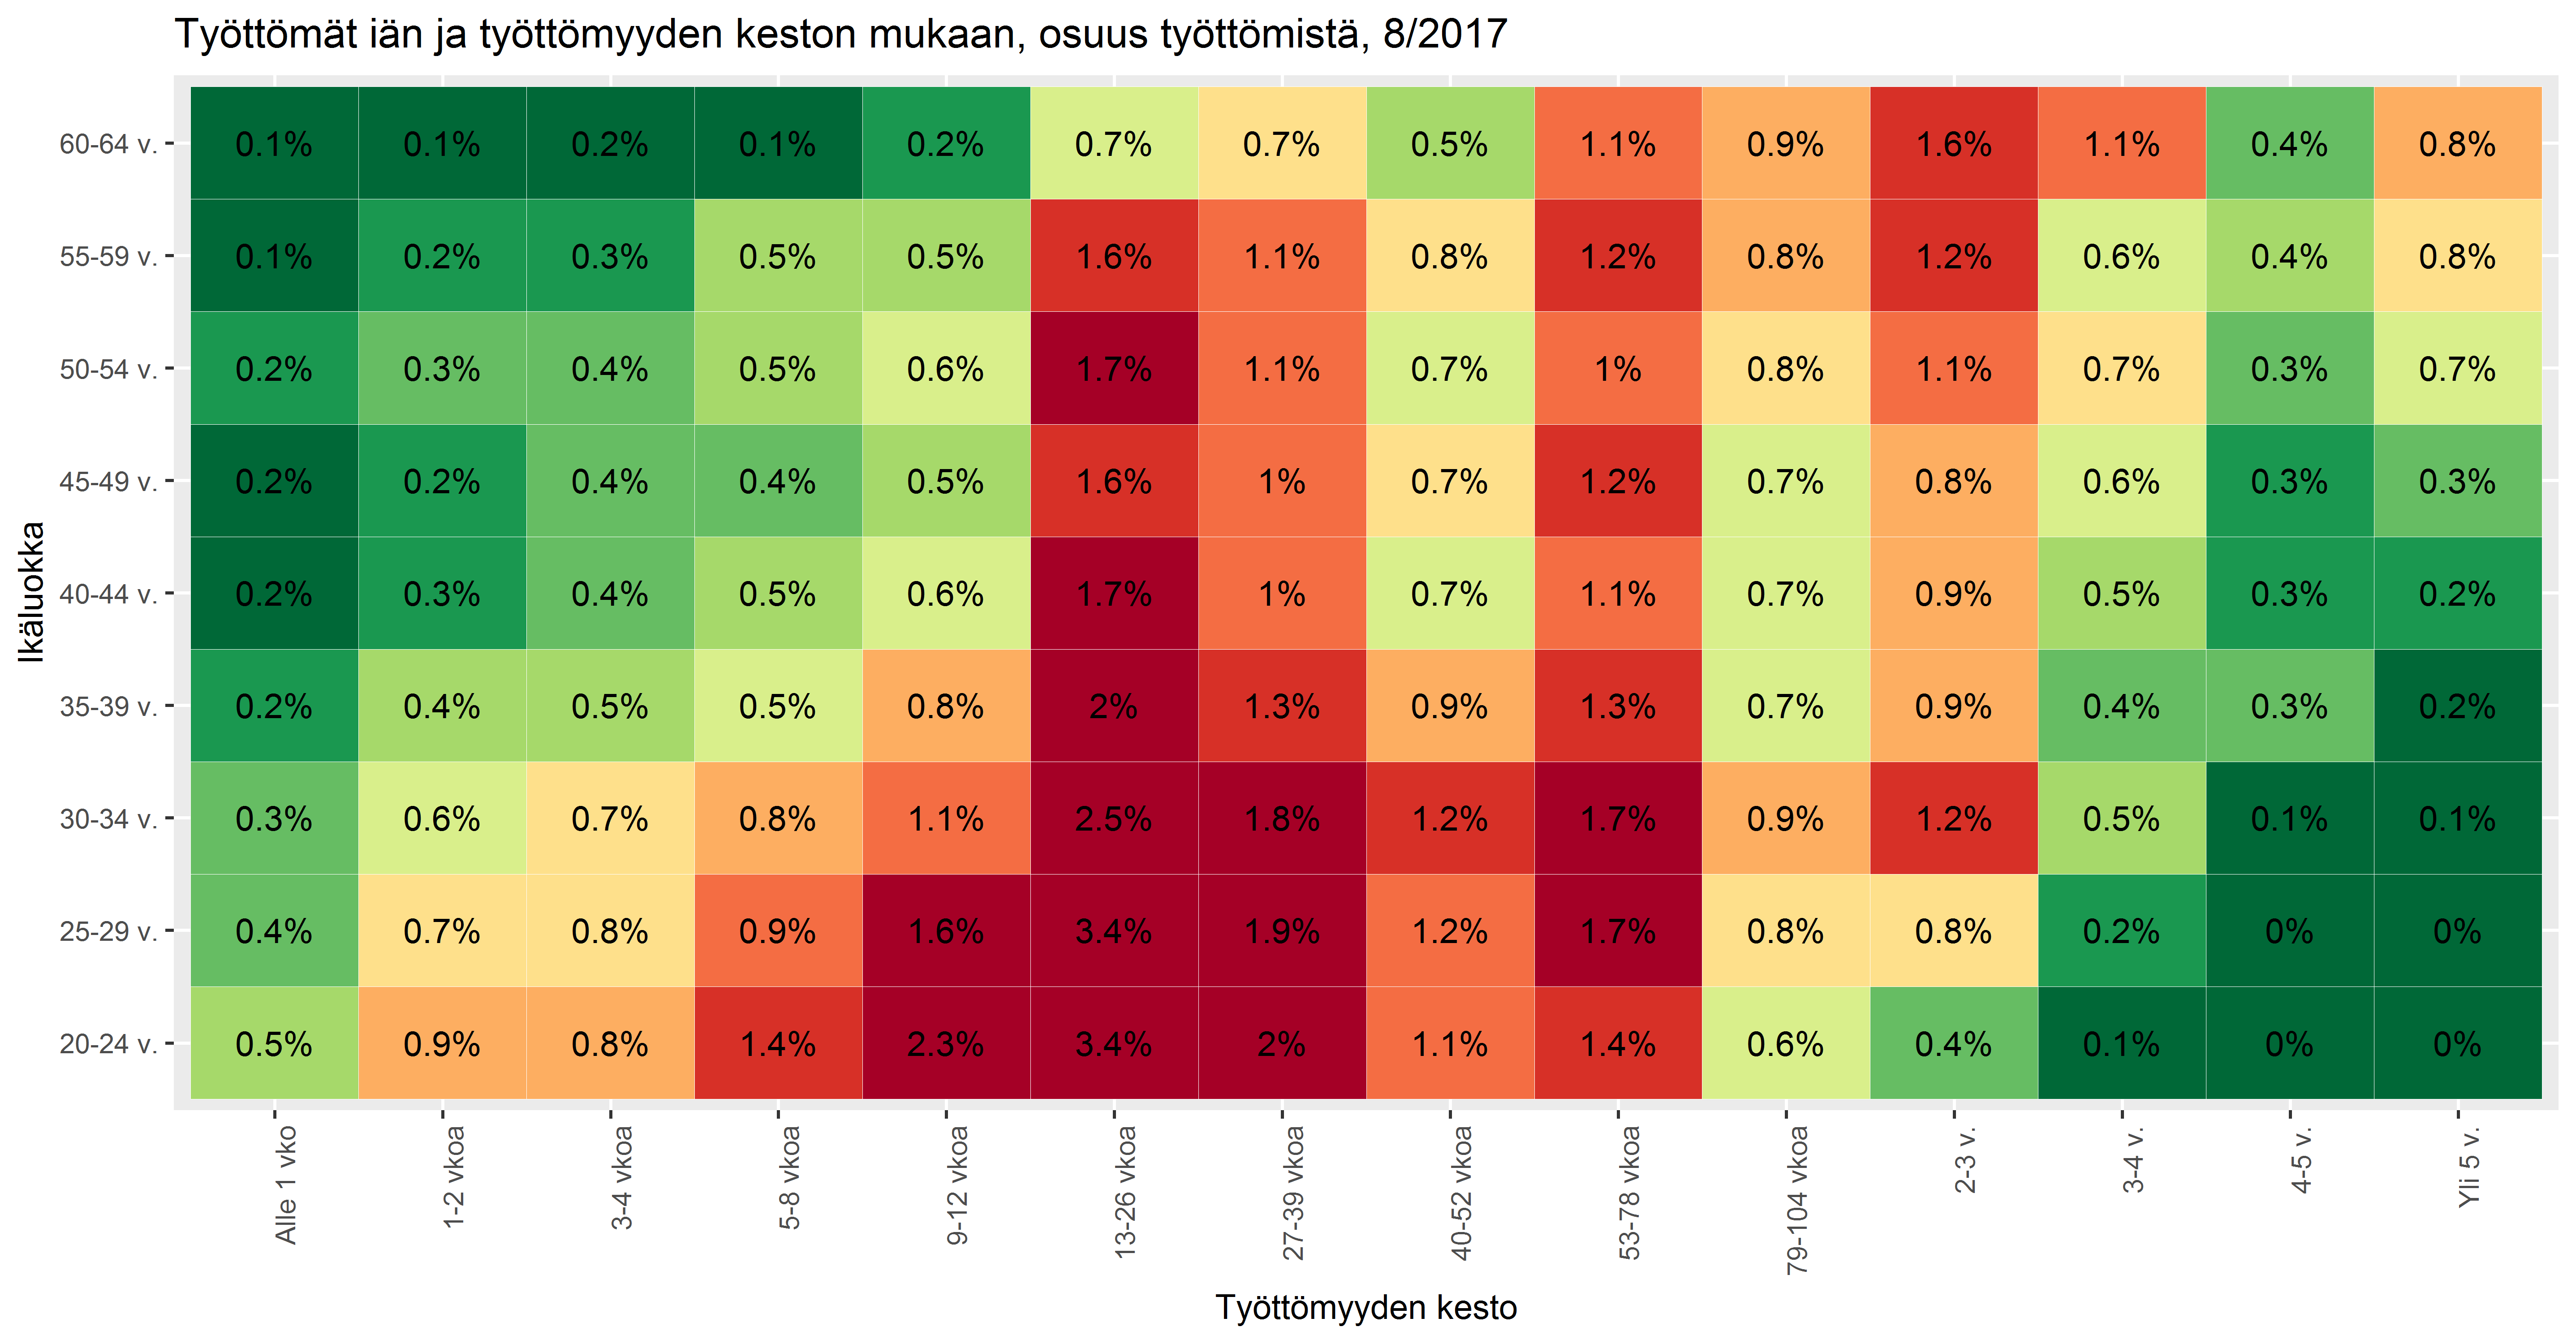 Työttömät iän ja työttömyyden keston mukaan, osuus työttömistä, 8/2017
Ikäluokka
60-64 v. 0.1% 0.1% 0.2% 0.1% 0.2% 0.7% 0.7% 0.5% 1.1% 0.9% 1.6% 1.1% 0.4% 0.8%
55-59 v. 0.1% 0.2% 0.3% 0.5% 0.5% 1.6% 1.1% 0.8% 1.2% 0.8% 1.2% 0.6% 0.4% 0.8%
50-54 v. 0.2% 0.3% 0.4% 0.5% 0.6% 1.7% 1.1% 0.7% 1% 0.8% 1.1% 0.7% 0.3% 0.7%
45-49 v. 0.2% 0.2% 0.4% 0.4% 0.5% 1.6% 1% 0.7% 1.2% 0.7% 0.8% 0.6% 0.3% 0.3%
40-44 v. 0.2% 0.3% 0.4% 0.5% 0.6% 1.7% 1% 0.7% 1.1% 0.7% 0.9% 0.5% 0.3% 0.2%
35-39 v. 0.2% 0.4% 0.5% 0.5% 0.8% 2% 1.3% 0.9% 1.3% 0.7% 0.9% 0.4% 0.3% 0.2%
30-34 v. 0.3% 0.6% 0.7% 0.8% 1.1% 2.5% 1.8% 1.2% 1.7% 0.9% 1.2% 0.5% 0.1% 0.1%
25-29 v. 0.4% 0.7% 0.8% 0.9% 1.6% 3.4% 1.9% 1.2% 1.7% 0.8% 0.8% 0.2% 0% 0%
20-24 v. 0.5% 0.9% 0.8% 1.4% 2.3% 3.4% 2% 1.1% 1.4% 0.6% 0.4% 0.1% 0% 0%
Alle 1 vko 1-2 vkoa 3-4 vkoa 5-8 vkoa 9-12 vkoa 13-26 vkoa 27-39 vkoa 40-52 vkoa 53-78 vkoa 79-104 vkoa 2-3 v. 3-4 v. 4-5 v. Yli 5 v.
Työttömyyden kesto